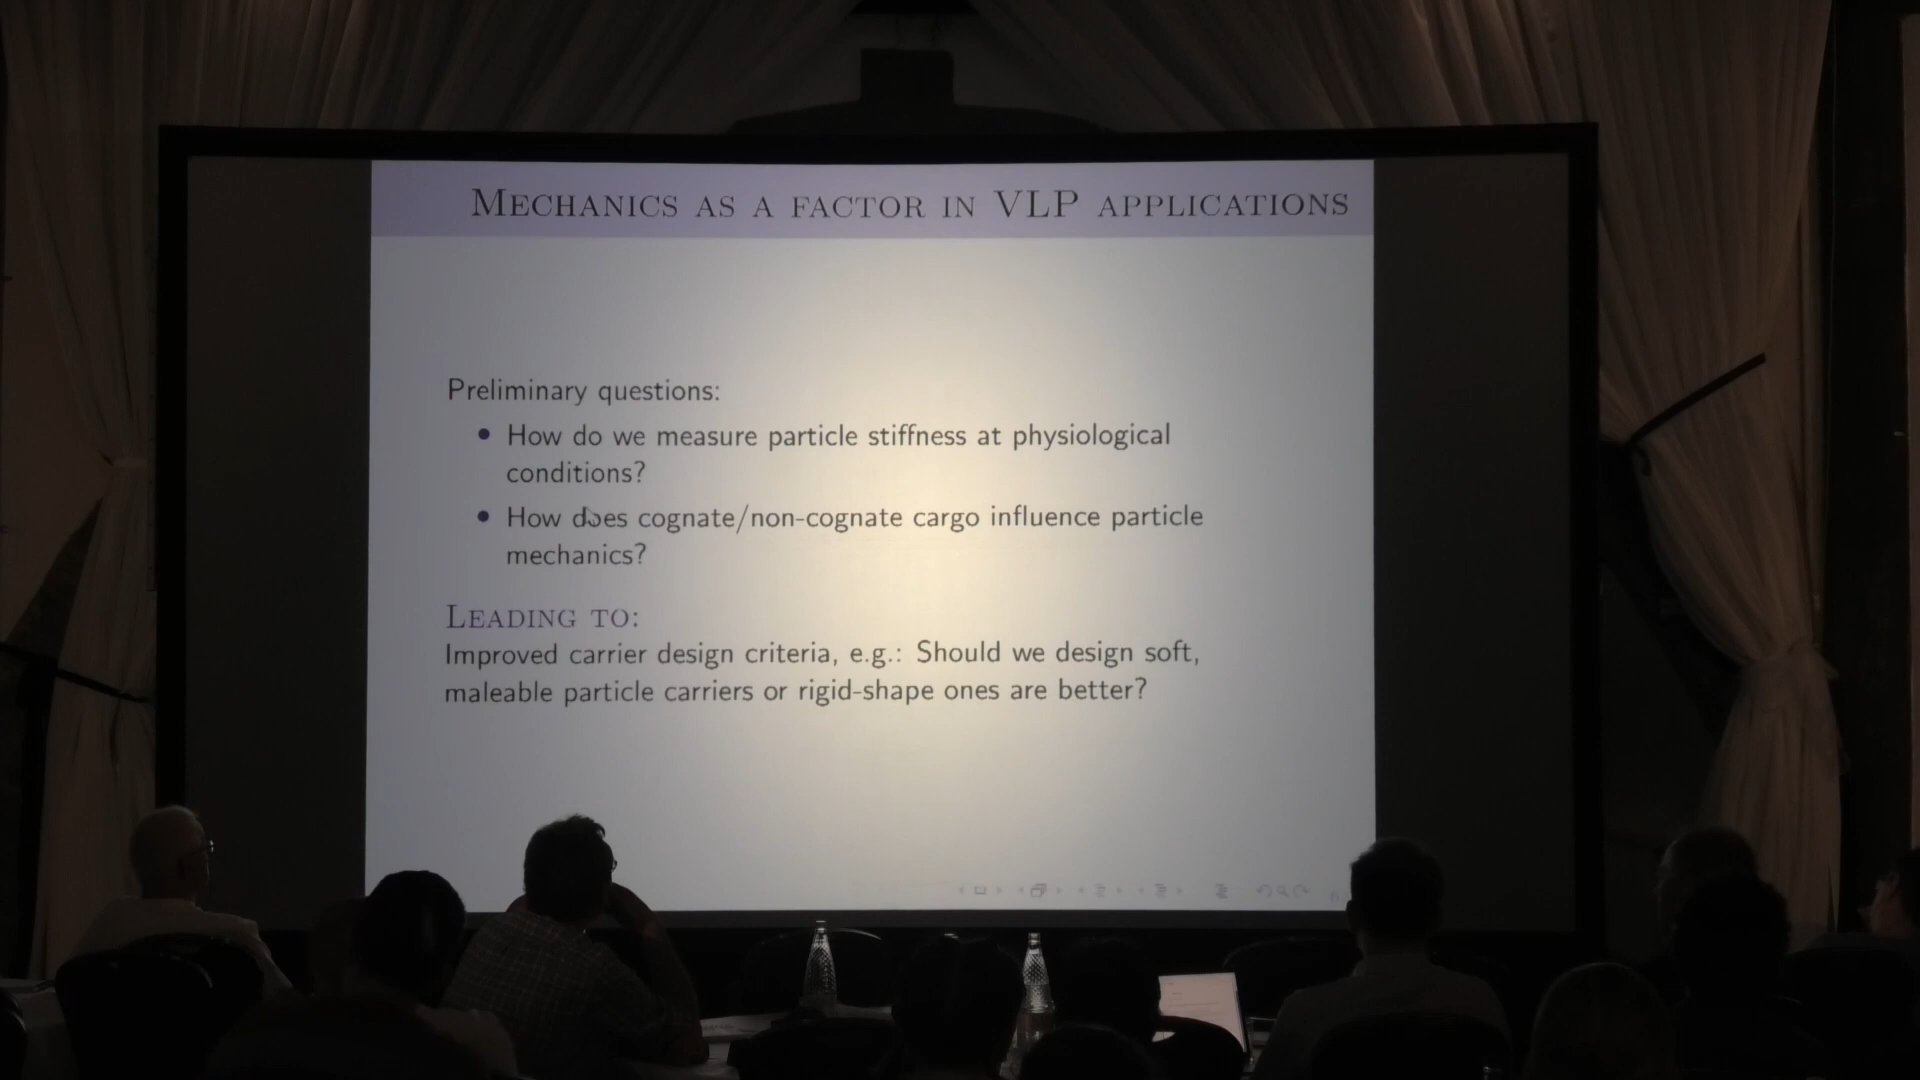 MECHANICS AS A FACTOR IN VLP APPLICATIONS
Preliminary questions:
• How do we measure particle stiffness at physiological
conditions?
• How does cognate/non-cognate cargo influence particle
mechanics?
LEADING TO:
Improved carrier design criteria, e.g.: Should we design soft,
maleable particle carriers or rigid-shape ones are better?